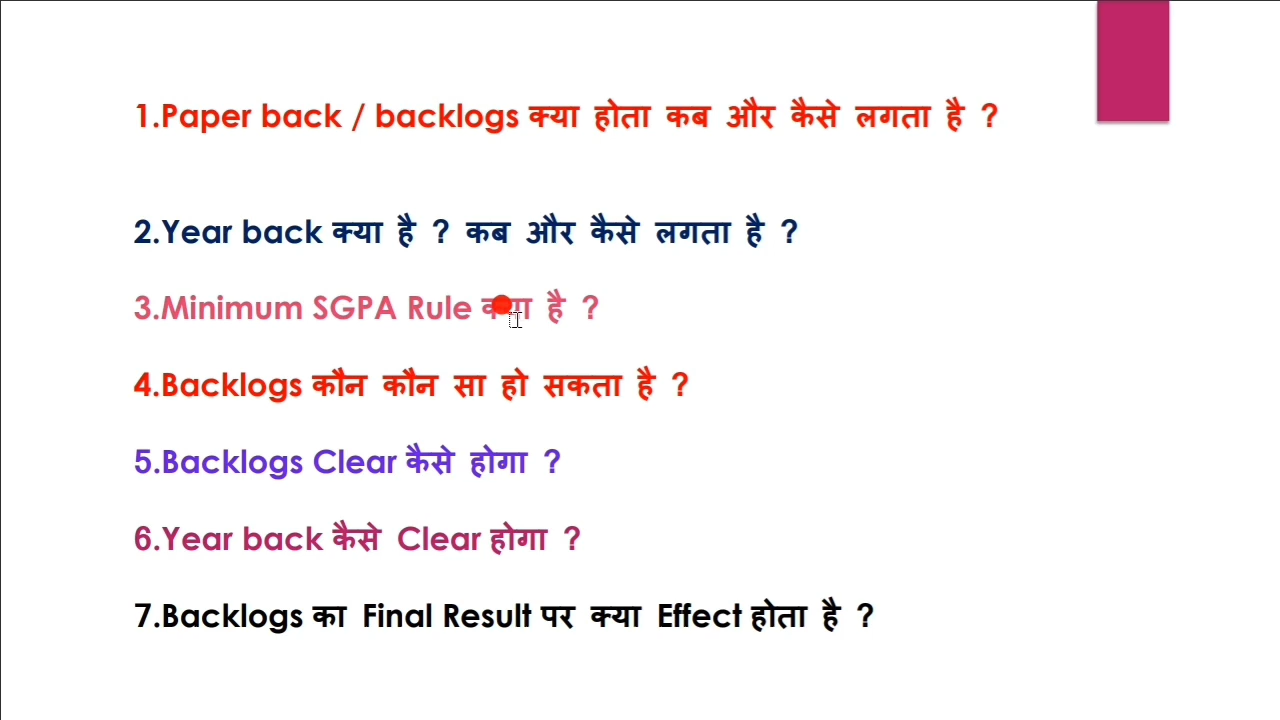 1.Paper back / backlogs क्या होता कब और कैसे लगता है ?
2.Year back क्या है ? कब और कैसे लगता है ?
3.Minimum SGPA Rule क्या है ?
4.Backlogs कौन कौन सा हो सकता है ?
5.Backlogs Clear कैसे होगा ?
6.Year back कैसे Clear होगा ?
7.Backlogs का Final Result पर क्या Effect होता है ?